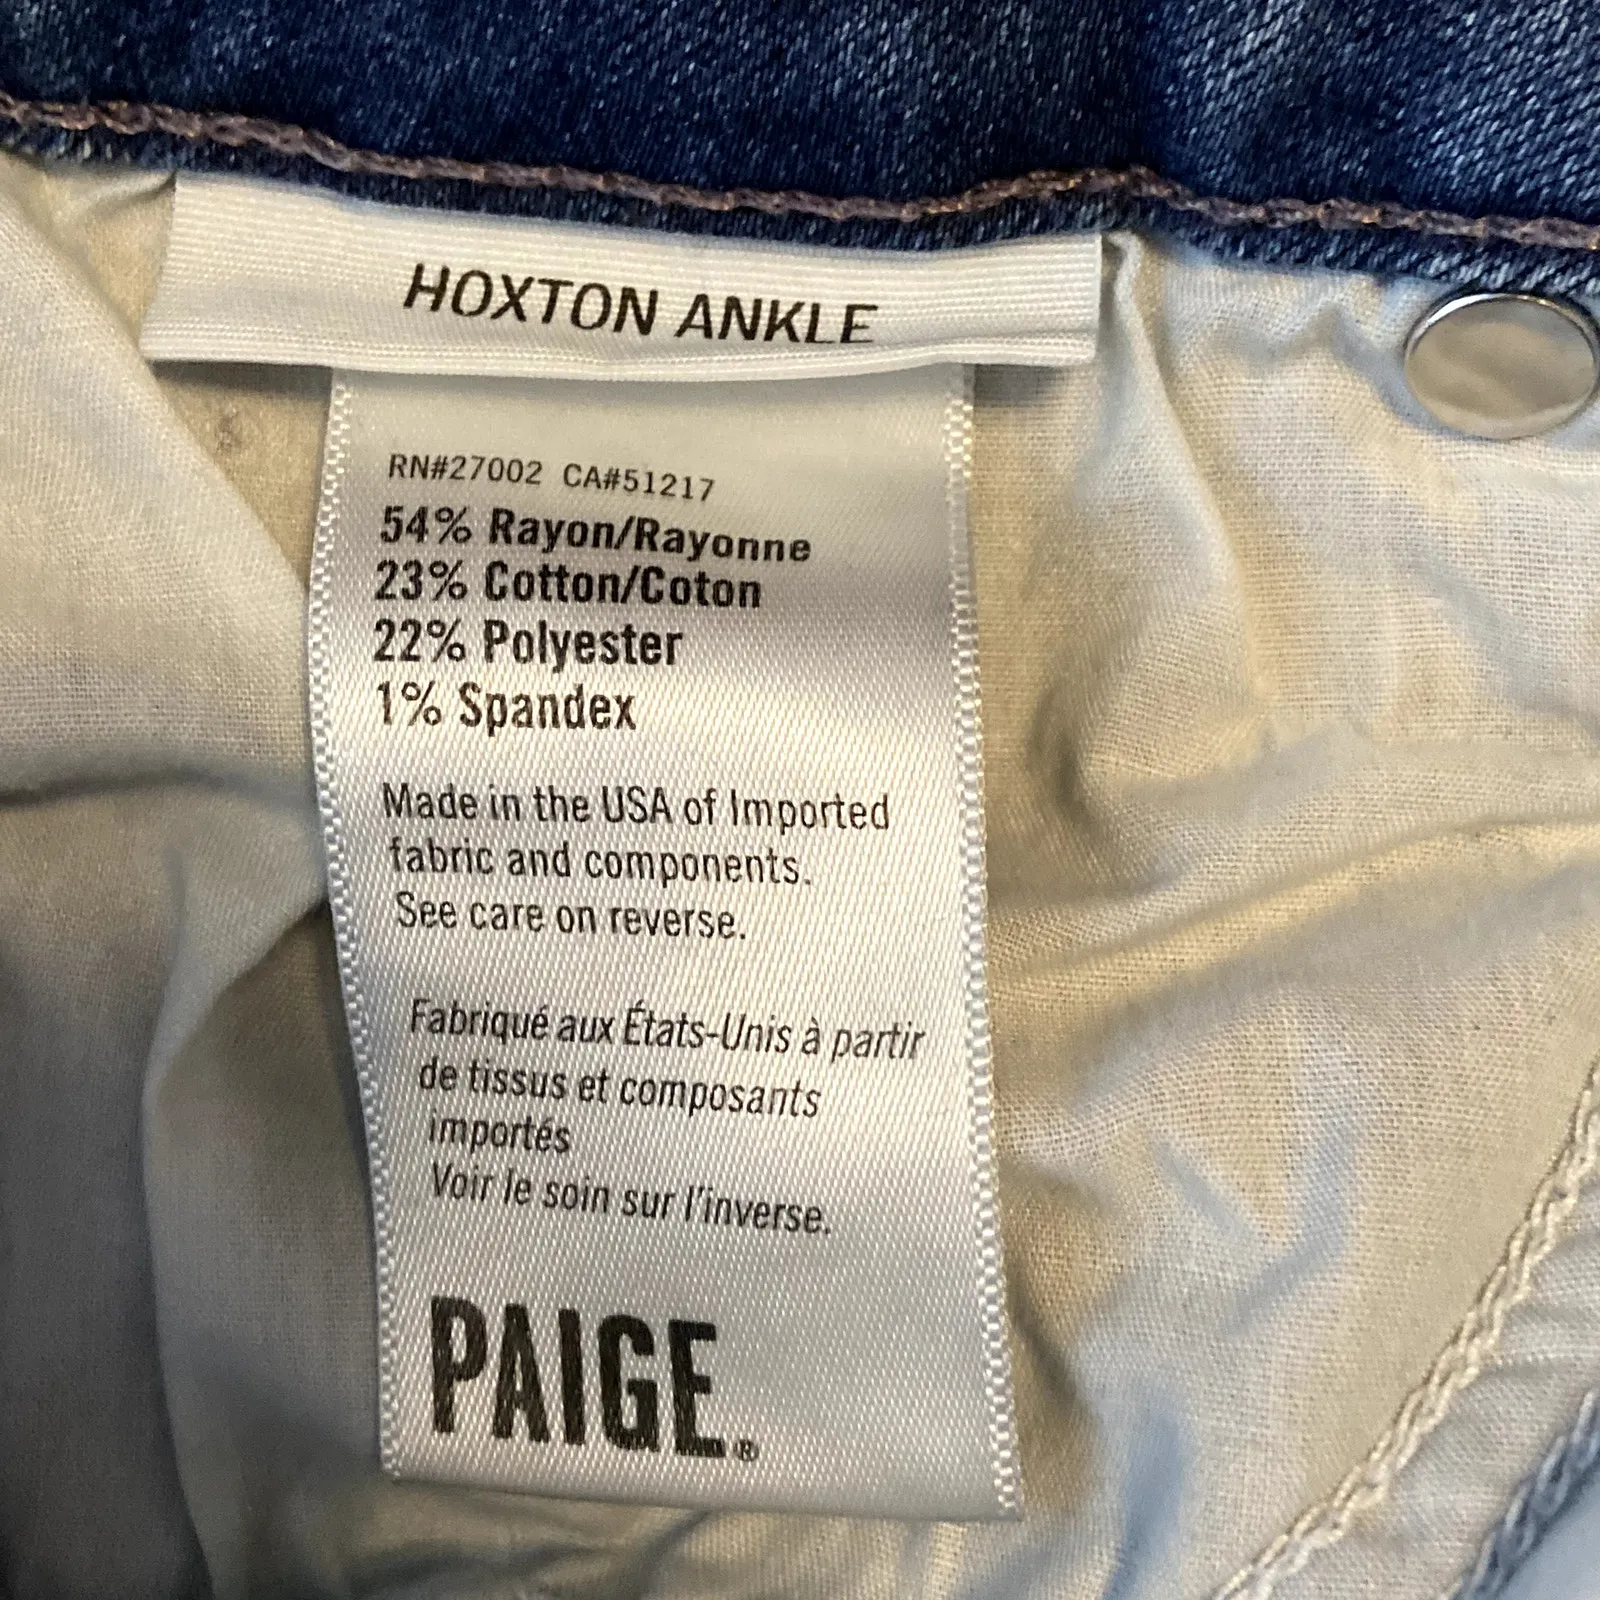 HOXTON ANKLE
RN#27002 CA#51217
54% Rayon/Rayonne
23% Cotton/Coton
22% Polyester
1% Spandex
Made in the USA of Imported
fabric and components.
See care on reverse.
Fabriqué aux États-Unis à partir
de tissus et composants
importés
Voir le soin sur l'inverse.
PAIGE®